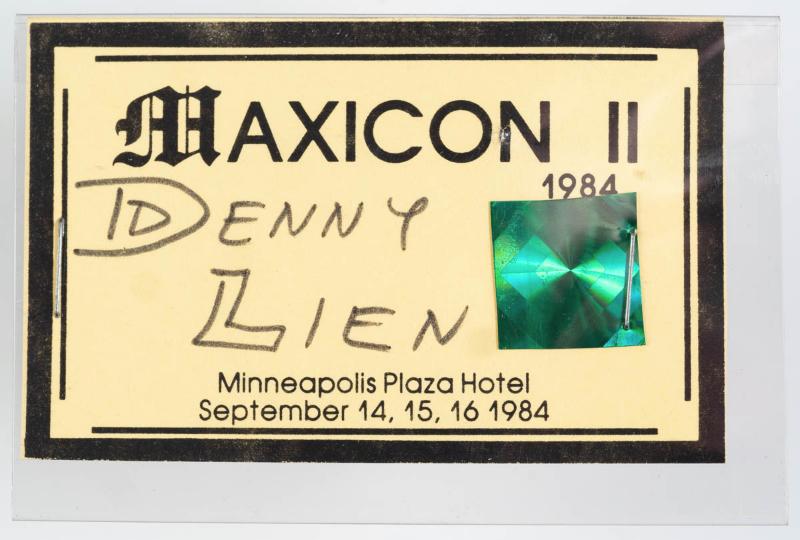 MAXICON II
1984
DENNY
LIEN
Minneapolis Plaza Hotel
September 14, 15, 16 1984